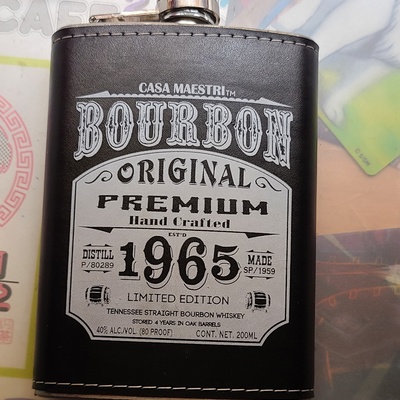 CASA MAESTRI™
BOURBON
ORIGINAL
PREMIUM
Hand Crafted
EST'D
DISTILL 1965 MADE
P/80289 SP/1959
LIMITED EDITION
TENNESSEE STRAIGHT BOURBON WHISKEY
STORED 4 YEARS IN OAK BARRELS
40% ALC./VOL. (80 PROOF) CONT. NET. 200ML